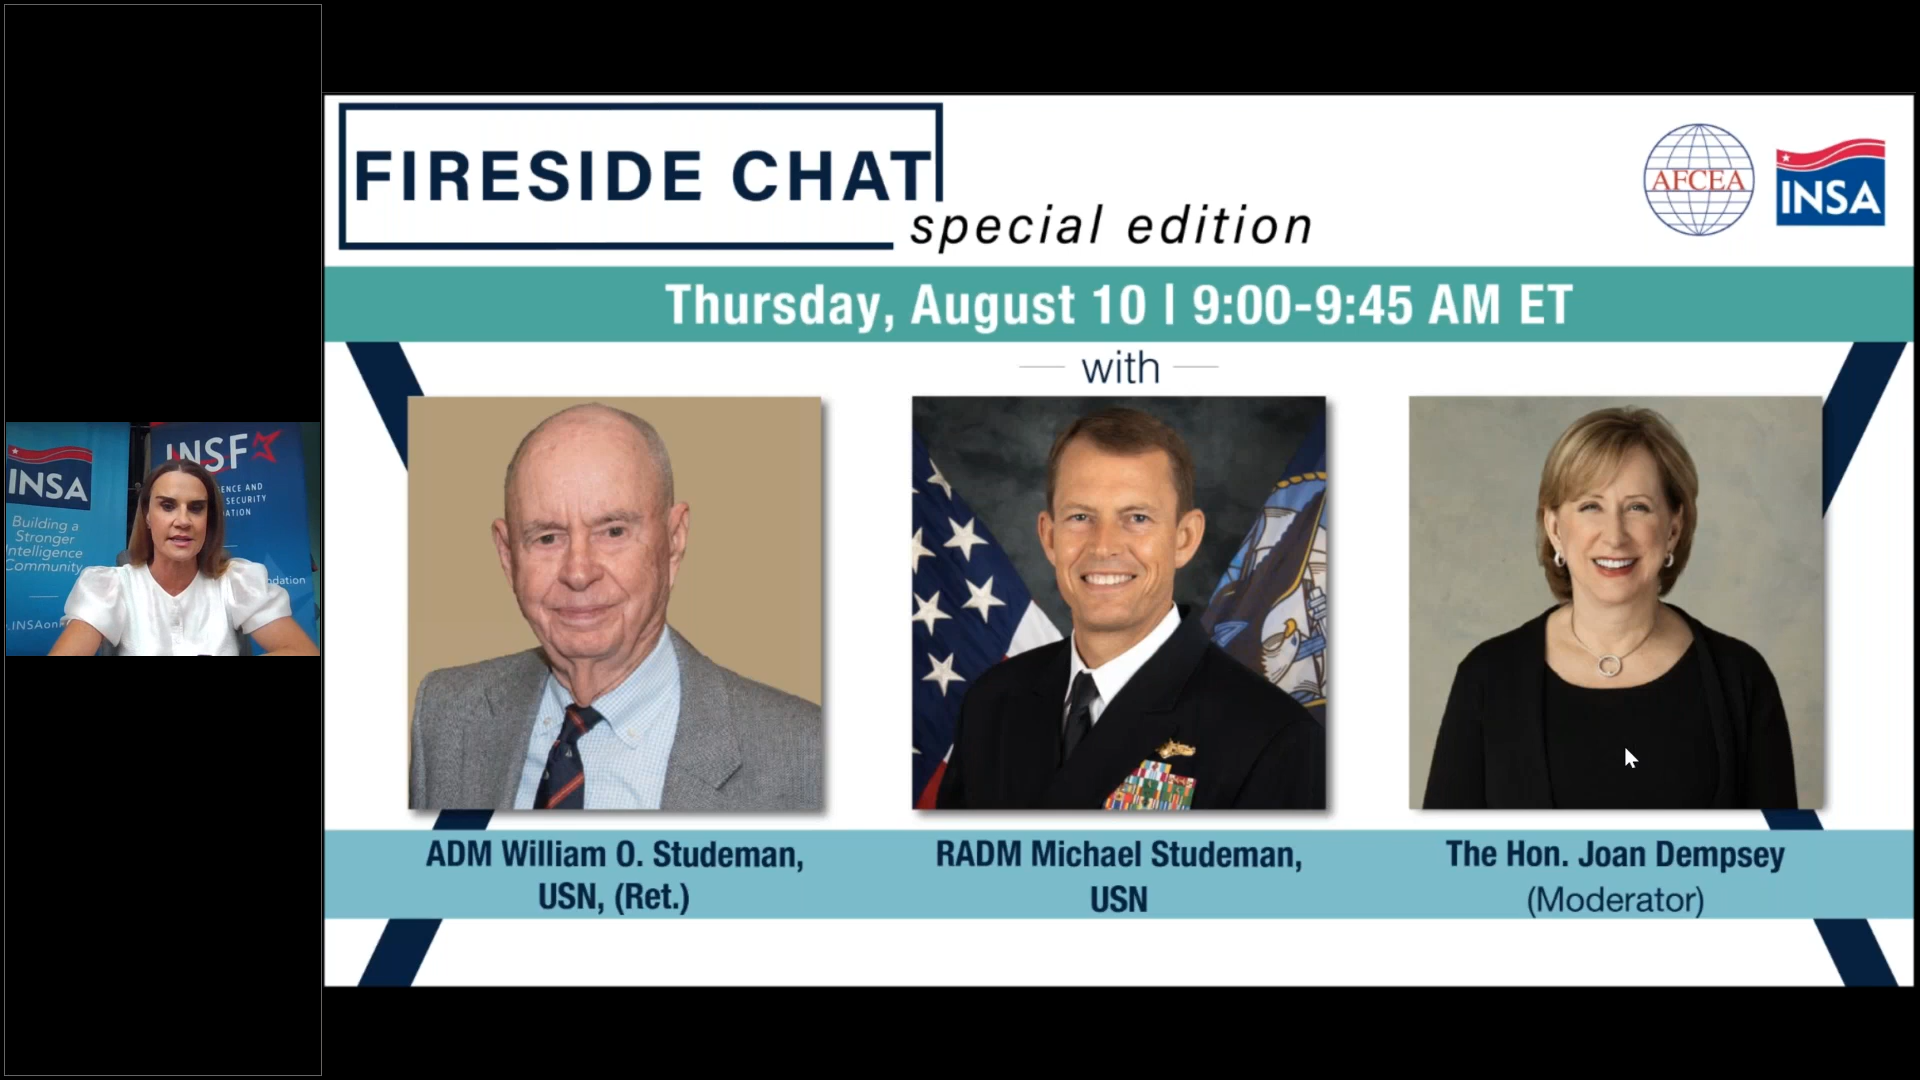 FIRESIDE CHAT
special edition
AFCEA
INSA
Thursday, August 10 | 9:00-9:45 AM ET
with
ADM William O. Studeman,
USN, (Ret.)
RADM Michael Studeman,
USN
The Hon. Joan Dempsey
(Moderator)
INSA
Building a
Stronger
Intelligence
Community
INSF
SECURITY